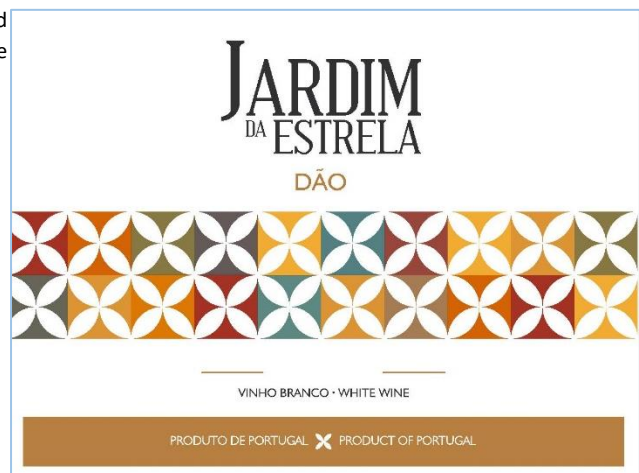 d
e
JARDIM
DA ESTRELA
DÃO
VINHO BRANCO · WHITE WINE
PRODUTO DE PORTUGAL PRODUCT OF PORTUGAL